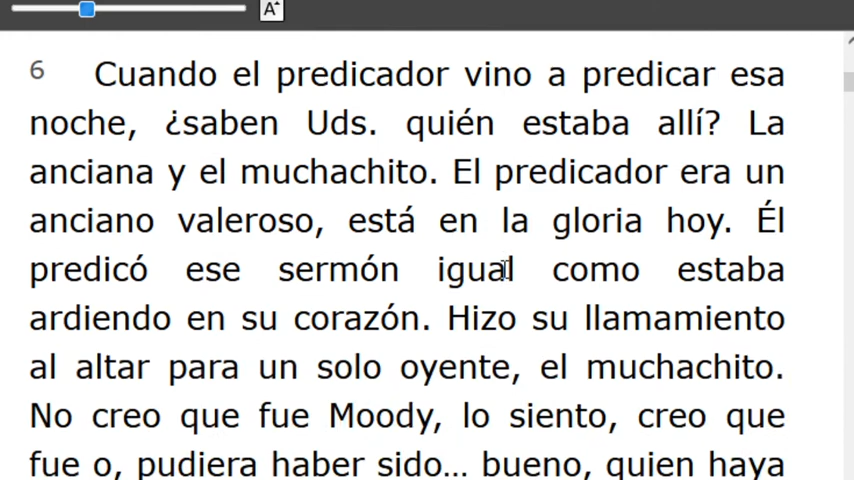 A
6 Cuando el predicador vino a predicar esa
noche, ¿saben Uds. quién estaba allí? La
anciana y el muchachito. El predicador era un
anciano valeroso, está en la gloria hoy. Él
predicó ese sermón igual como estaba
ardiendo en su corazón. Hizo su llamamiento
al altar para un solo oyente, el muchachito.
No creo que fue Moody, lo siento, creo que
fue o, pudiera haber sido... bueno, quien haya